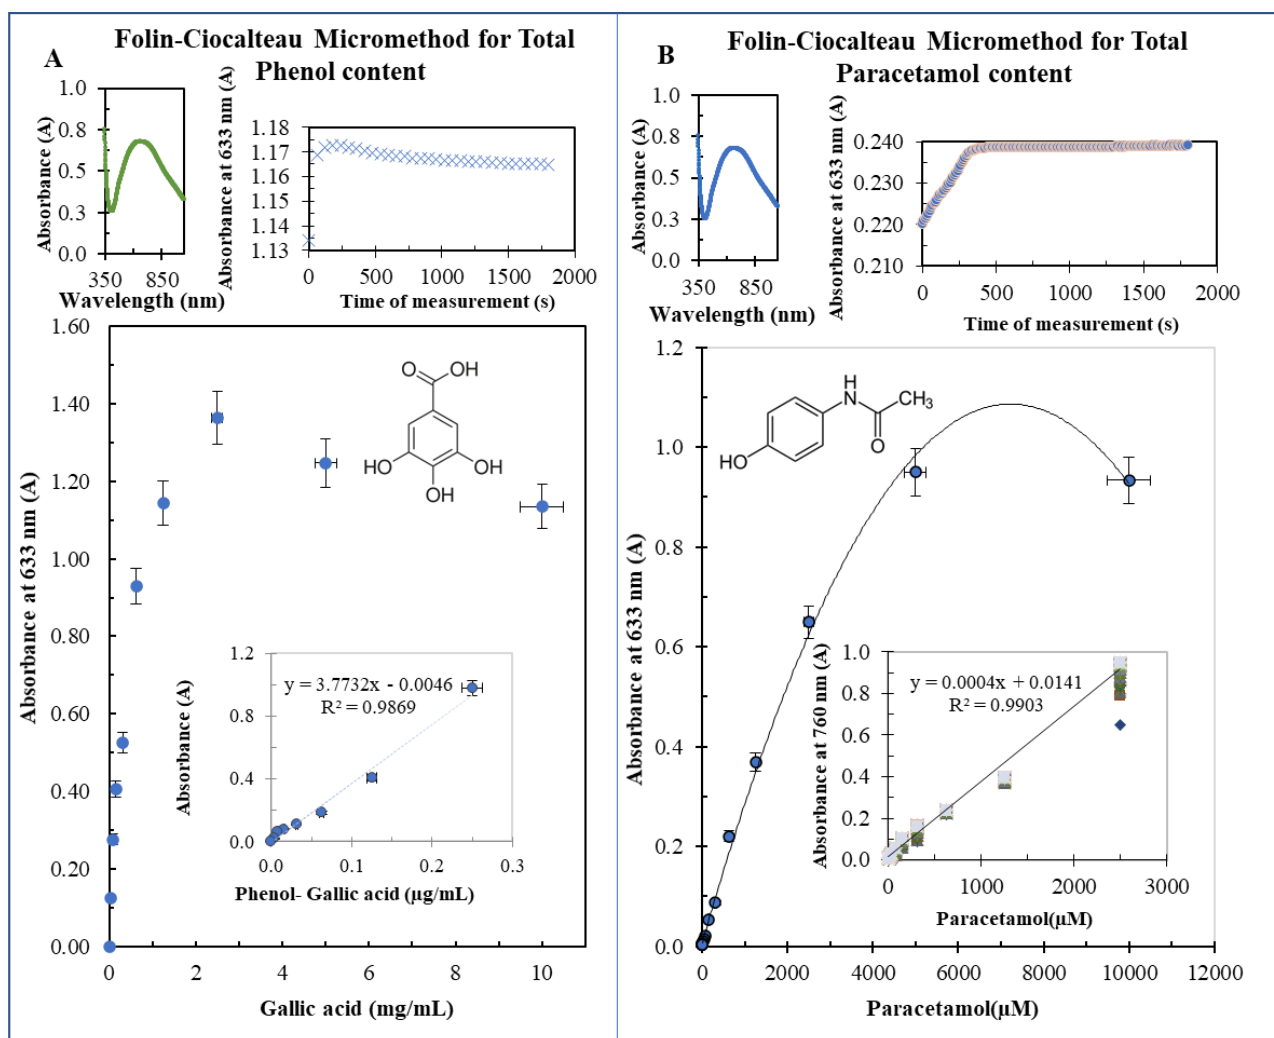 A
Folin-Ciocalteau Micromethod for Total
Phenol content
Absorbance (A)
1.0
0.8
0.5
0.3
0.0
350
850
Wavelength (nm)
Absorbance at 633 nm (A)
1.18
1.17
1.16
1.15
1.14
1.13
0
500
1000
1500
2000
Time of measurement (s)
Absorbance at 633 nm (A)
1.60
1.40
1.20
1.00
0.80
0.60
0.40
0.20
0.00
0
2
4
6
8
10
Gallic acid (mg/mL)
O
OH
HO
OH
OH
Absorbance (A)
1.2
0.8
0.4
0.0
y = 3.7732x - 0.0046
R² = 0.9869
0.0
0.1
0.2
0.3
Phenol- Gallic acid (µg/mL)
B
Folin-Ciocalteau Micromethod for Total
Paracetamol content
Absorbance (A)
1.0
0.8
0.5
0.3
0.0
350
850
Wavelength (nm)
Absorbance at 633 nm (A)
0.240
0.230
0.220
0.210
0
500
1000
1500
2000
Time of measurement (s)
Absorbance at 633 nm (A)
1.2
1.0
0.8
0.6
0.4
0.2
0.0
0
2000
4000
6000
8000
10000
12000
Paracetamol(µM)
H
N
CH3
O
HO
Absorbance at 760 nm (A)
1.0
0.8
0.6
0.4
0.2
0.0
y = 0.0004x + 0.0141
R² = 0.9903
0
1000
2000
3000
Paracetamol(µM)